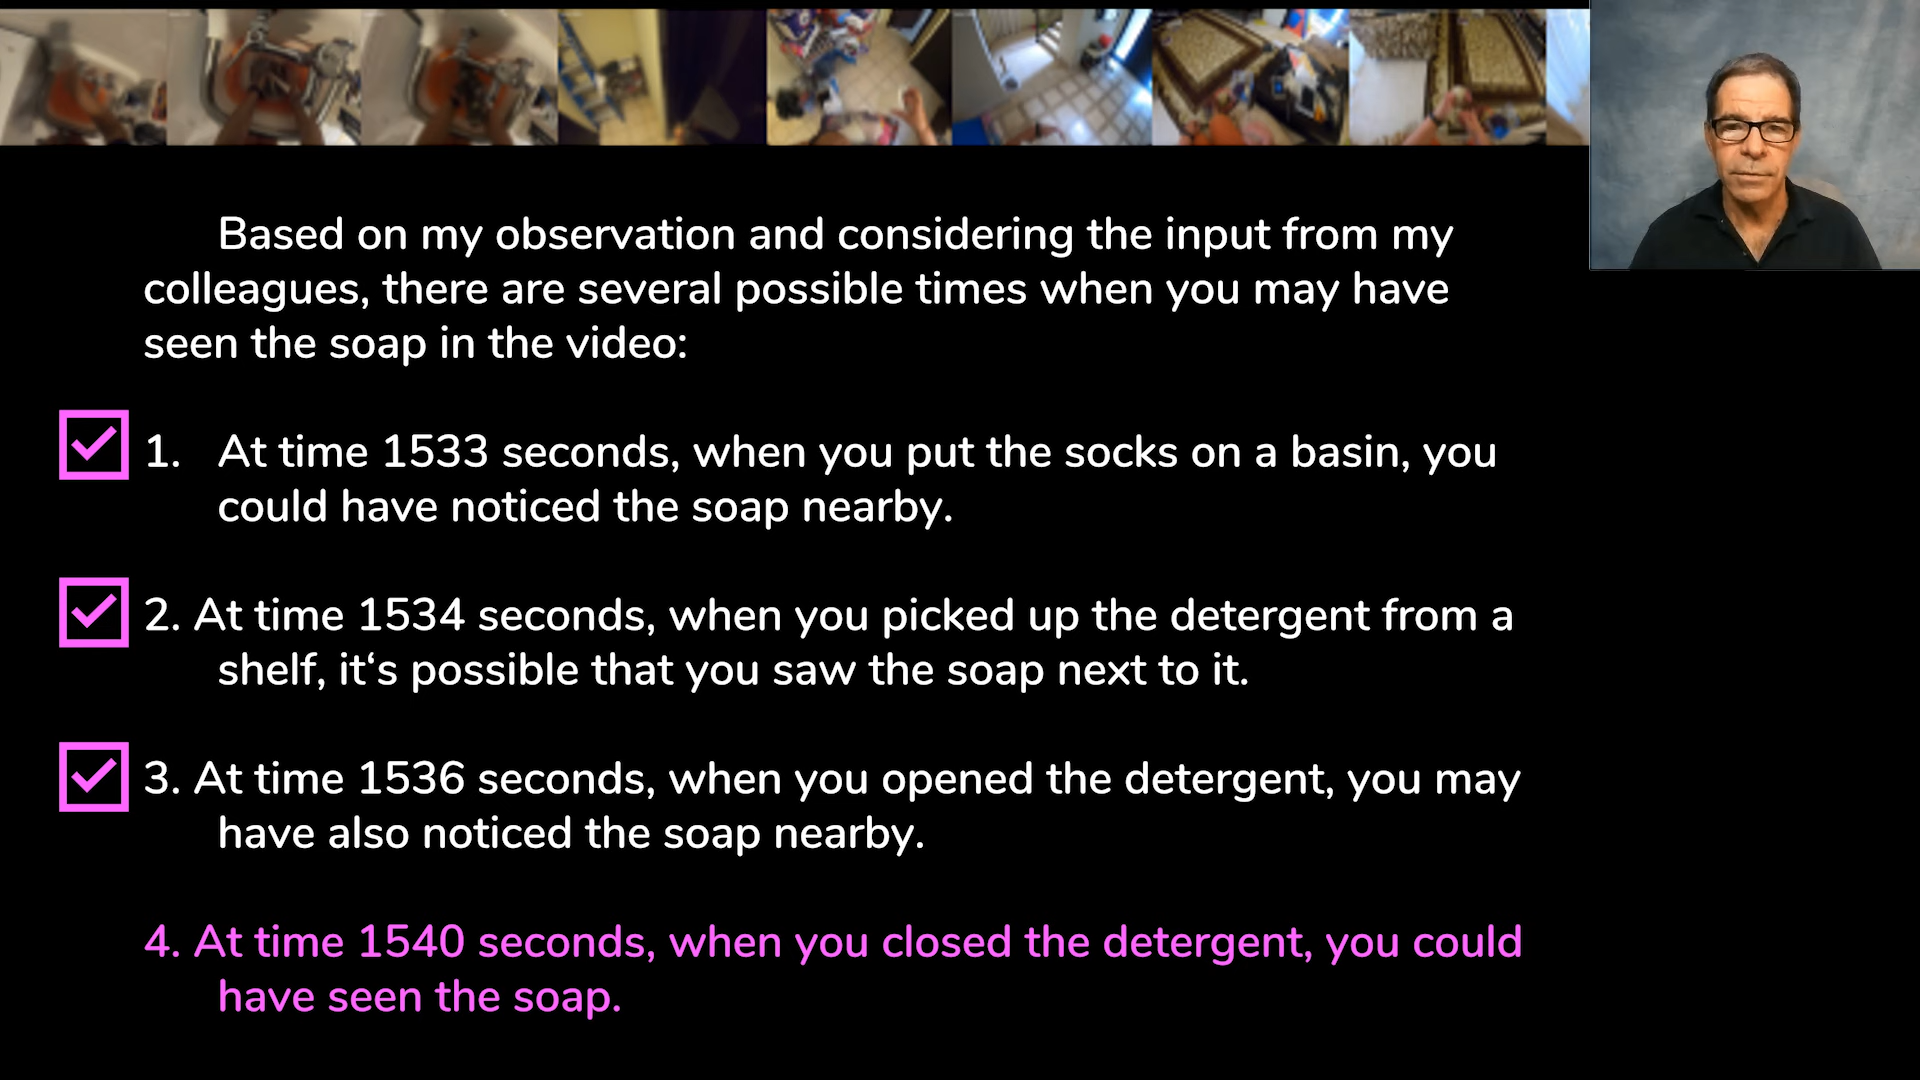 Based on my observation and considering the input from my
colleagues, there are several possible times when you may have
seen the soap in the video:
1. At time 1533 seconds, when you put the socks on a basin, you
could have noticed the soap nearby.
2. At time 1534 seconds, when you picked up the detergent from a
shelf, it‘s possible that you saw the soap next to it.
3. At time 1536 seconds, when you opened the detergent, you may
have also noticed the soap nearby.
4. At time 1540 seconds, when you closed the detergent, you could
have seen the soap.